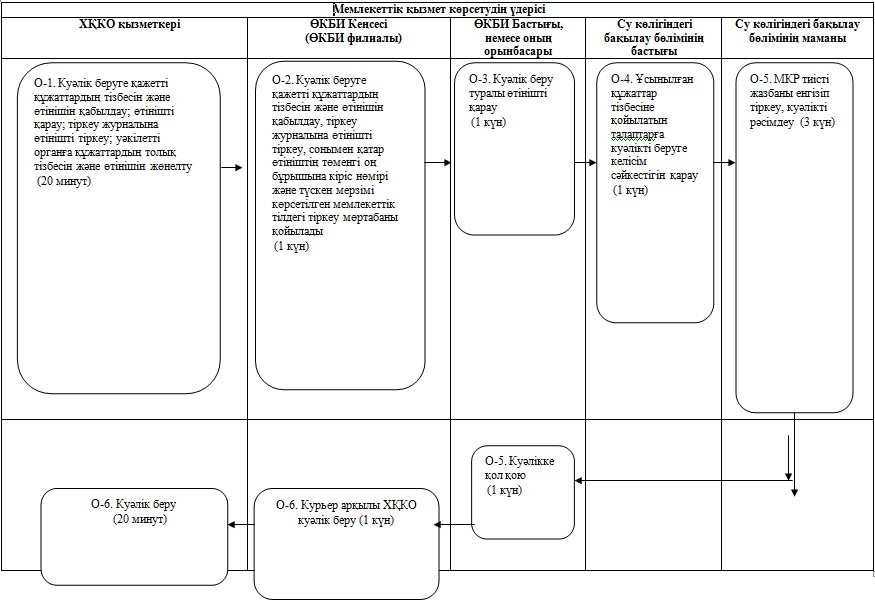 Мемлекеттік қызмет көрсетудің үдерісі
ХҚКО қызметкері
ӨКБИ Кеңсесі
(ӨКБИ филиалы)
ӨКБИ Бастығы,
немесе оның
орынбасары
Су көлігіндегі
бақылау бөлімінің
бастығы
Су көлігіндегі бақылау
бөлімінің маманы
О-1. Куәлік беруге қажетті
құжаттардың тізбесін және
өтінішін қабылдау; өтінішті
қарау; тіркеу журналына
өтінішті тіркеу; уәкілетті
органға құжаттардың толық
тізбесін және өтінішін жөнелту
(20 минут)
О-2. Куәлік беруге
қажетті құжаттардың
тізбесін және өтінішін
қабылдау, тіркеу
журналына өтінішті
тіркеу, сонымен қатар
өтініштің төменгі оң
бұрышына кіріс нөмірі
және түскен мерзімі
көрсетілген мемлекеттік
тілдегі тіркеу мөртабаны
қойылады
(1 күн)
О-3. Куәлік беру
туралы өтінішті
қарау
(1 күн)
О-4. Ұсынылған
құжаттар
тізбесіне
қойылатын
талаптарға
куәлікті беруге
келісім
сәйкестігін қарау
(1 күн)
О-5. МКР тиісті
жазбаны енгізіп
тіркеу, куәлікті
рәсімдеу (3 күн)
О-5. Куәлікке
қол қою
(1 күн)
О-6. Куәлік беру
(20 минут)
О-6. Курьер арқылы ХҚКО
куәлік беру (1 күн)